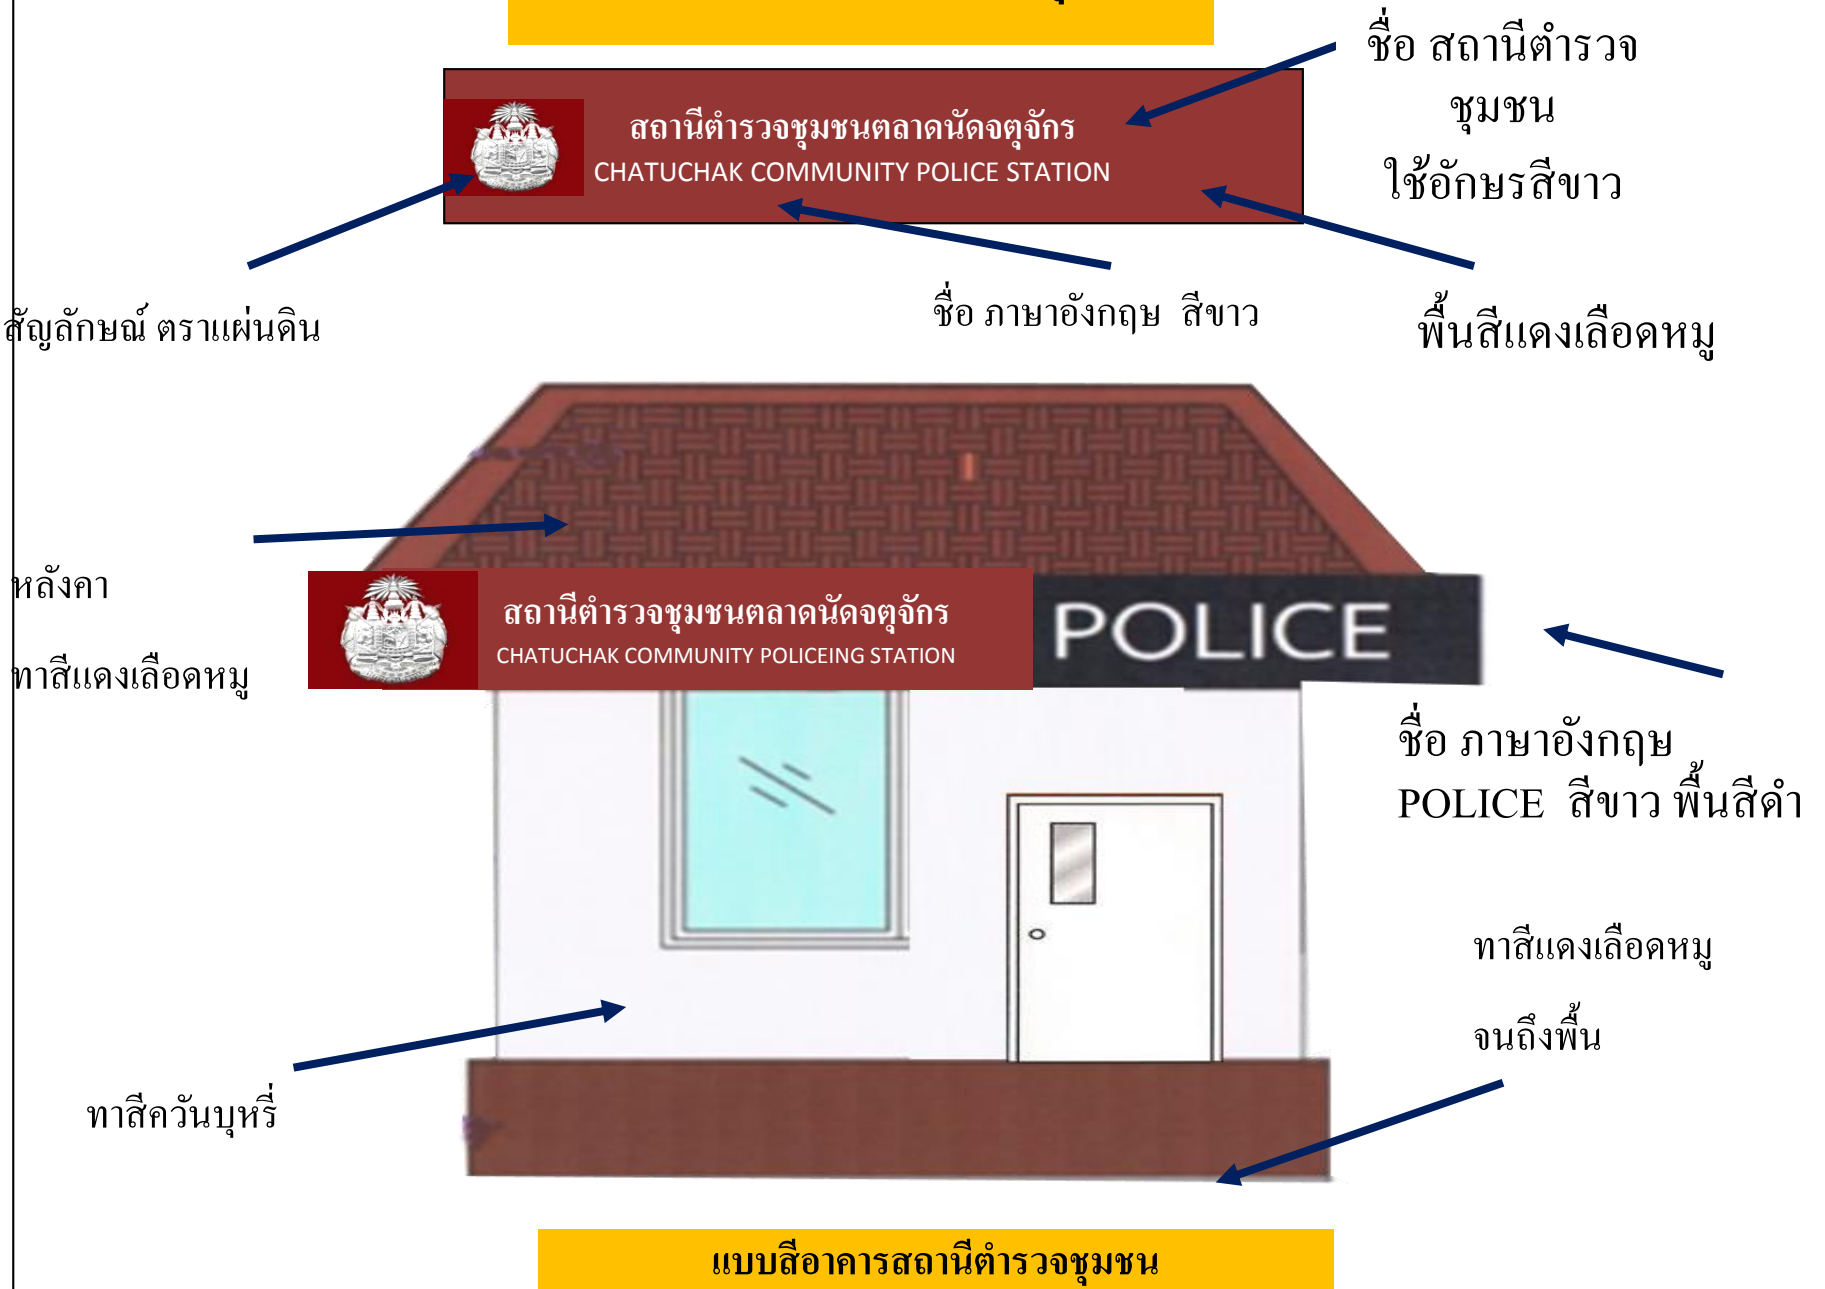 สถานีตำรวจชุมชนตลาดนัดจตุจักร
CHATUCHAK COMMUNITY POLICE STATION
ชื่อ สถานีตำรวจ
ชุมชน
ใช้อักษรสีขาว
สัญลักษณ์ ตราแผ่นดิน
ชื่อ ภาษาอังกฤษ สีขาว
พื้นสีแดงเลือดหมู
หลังคา
ทาสีแดงเลือดหมู
สถานีตำรวจชุมชนตลาดนัดจตุจักร
CHATUCHAK COMMUNITY POLICEING STATION
POLICE
ชื่อ ภาษาอังกฤษ
POLICE สีขาว พื้นสีดำ
ทาสีแดงเลือดหมู
จนถึงพื้น
ทาสีควันบุหรี่
แบบสีอาคารสถานีตำรวจชุมชน